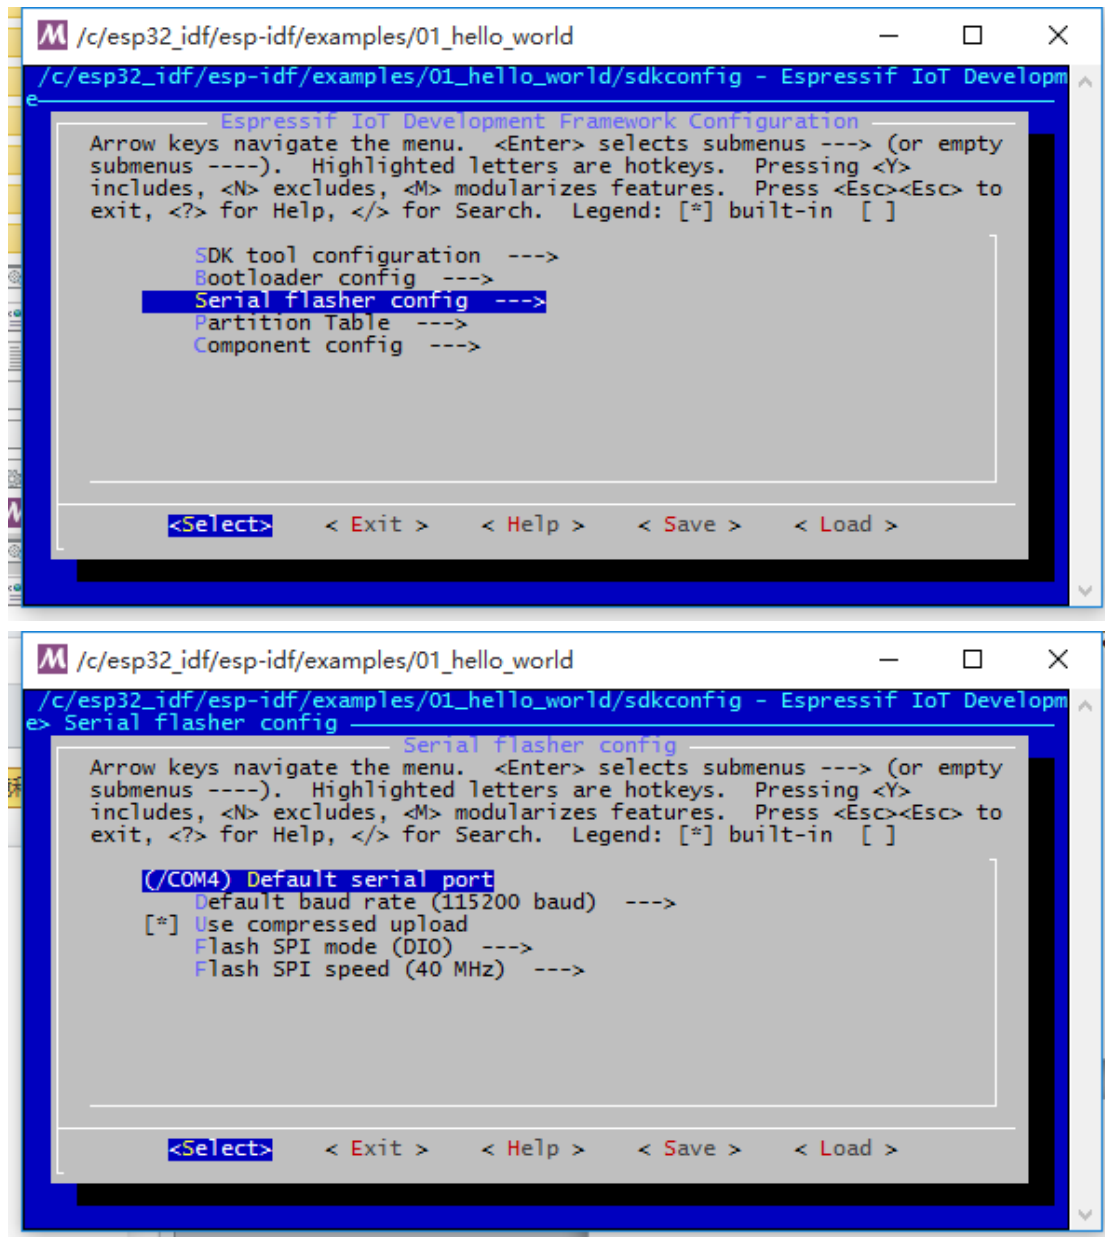 /c/esp32_idf/esp-idf/examples/01_hello_world
/c/esp32_idf/esp-idf/examples/01_hello_world/sdkconfig - Espressif IoT Developm
e
Espressif IoT Development Framework Configuration
Arrow keys navigate the menu.  <Enter> selects submenus ---> (or empty
submenus ----).  Highlighted letters are hotkeys.  Pressing <Y>
includes, <N> excludes, <M> modularizes features.  Press <Esc><Esc> to
exit, <?> for Help, </> for Search.  Legend: [*] built-in  [ ]
SDK tool configuration  --->
Bootloader config  --->
Serial flasher config  --->
Partition Table  --->
Component config  --->
<Select>    < Exit >    < Help >    < Save >    < Load >
/c/esp32_idf/esp-idf/examples/01_hello_world
/c/esp32_idf/esp-idf/examples/01_hello_world/sdkconfig - Espressif IoT Developm
e> Serial flasher config
Serial flasher config
Arrow keys navigate the menu.  <Enter> selects submenus ---> (or empty
submenus ----).  Highlighted letters are hotkeys.  Pressing <Y>
includes, <N> excludes, <M> modularizes features.  Press <Esc><Esc> to
exit, <?> for Help, </> for Search.  Legend: [*] built-in  [ ]
(/COM4) Default serial port
Default baud rate (115200 baud)  --->
[*] Use compressed upload
Flash SPI mode (DIO)  --->
Flash SPI speed (40 MHz)  --->
<Select>    < Exit >    < Help >    < Save >    < Load >